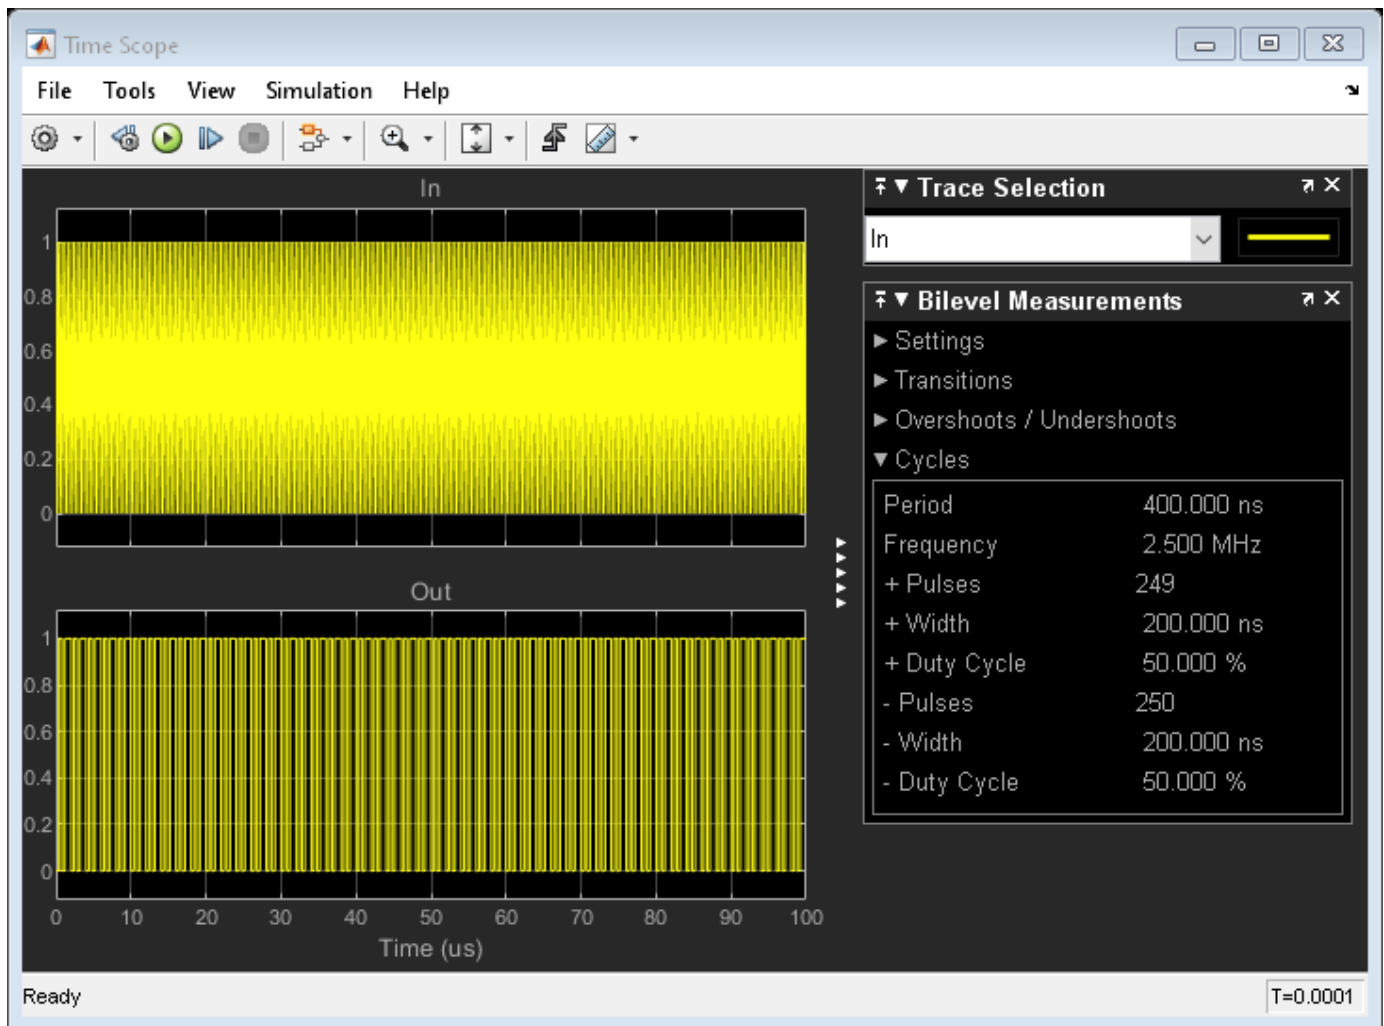 Time Scope
File Tools View Simulation Help
In
1
0.8
0.6
0.4
0.2
0
Out
1
0.8
0.6
0.4
0.2
0
0 10 20 30 40 50 60 70 80 90 100
Time (us)
Trace Selection
In
Bilevel Measurements
Settings
Transitions
Overshoots / Undershoots
Cycles
Period 400.000 ns
Frequency 2.500 MHz
+ Pulses 249
+ Width 200.000 ns
+ Duty Cycle 50.000 %
- Pulses 250
- Width 200.000 ns
- Duty Cycle 50.000 %
Ready T=0.0001